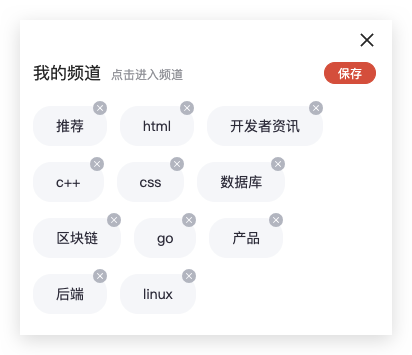 我的频道 点击进入频道 保存
推荐 html 开发者资讯
c++ css 数据库
区块链 go 产品
后端 linux